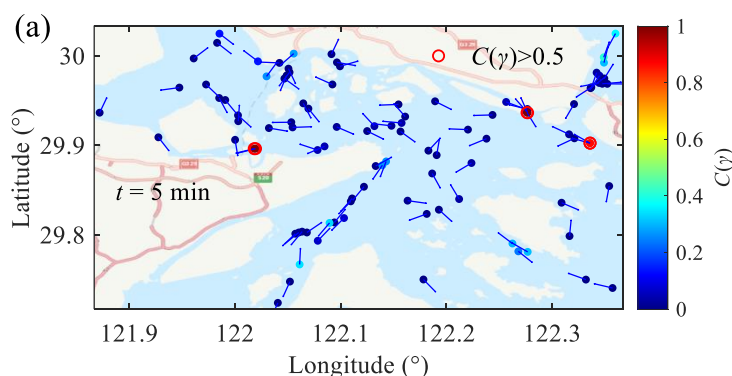 (a)
30
29.9
29.8
Latitude (°)
C(γ)>0.5
t = 5 min
S.20
121.9
122
122.1
122.2
122.3
Longitude (°)
1
0.8
0.6
0.4
0.2
0
C(γ)